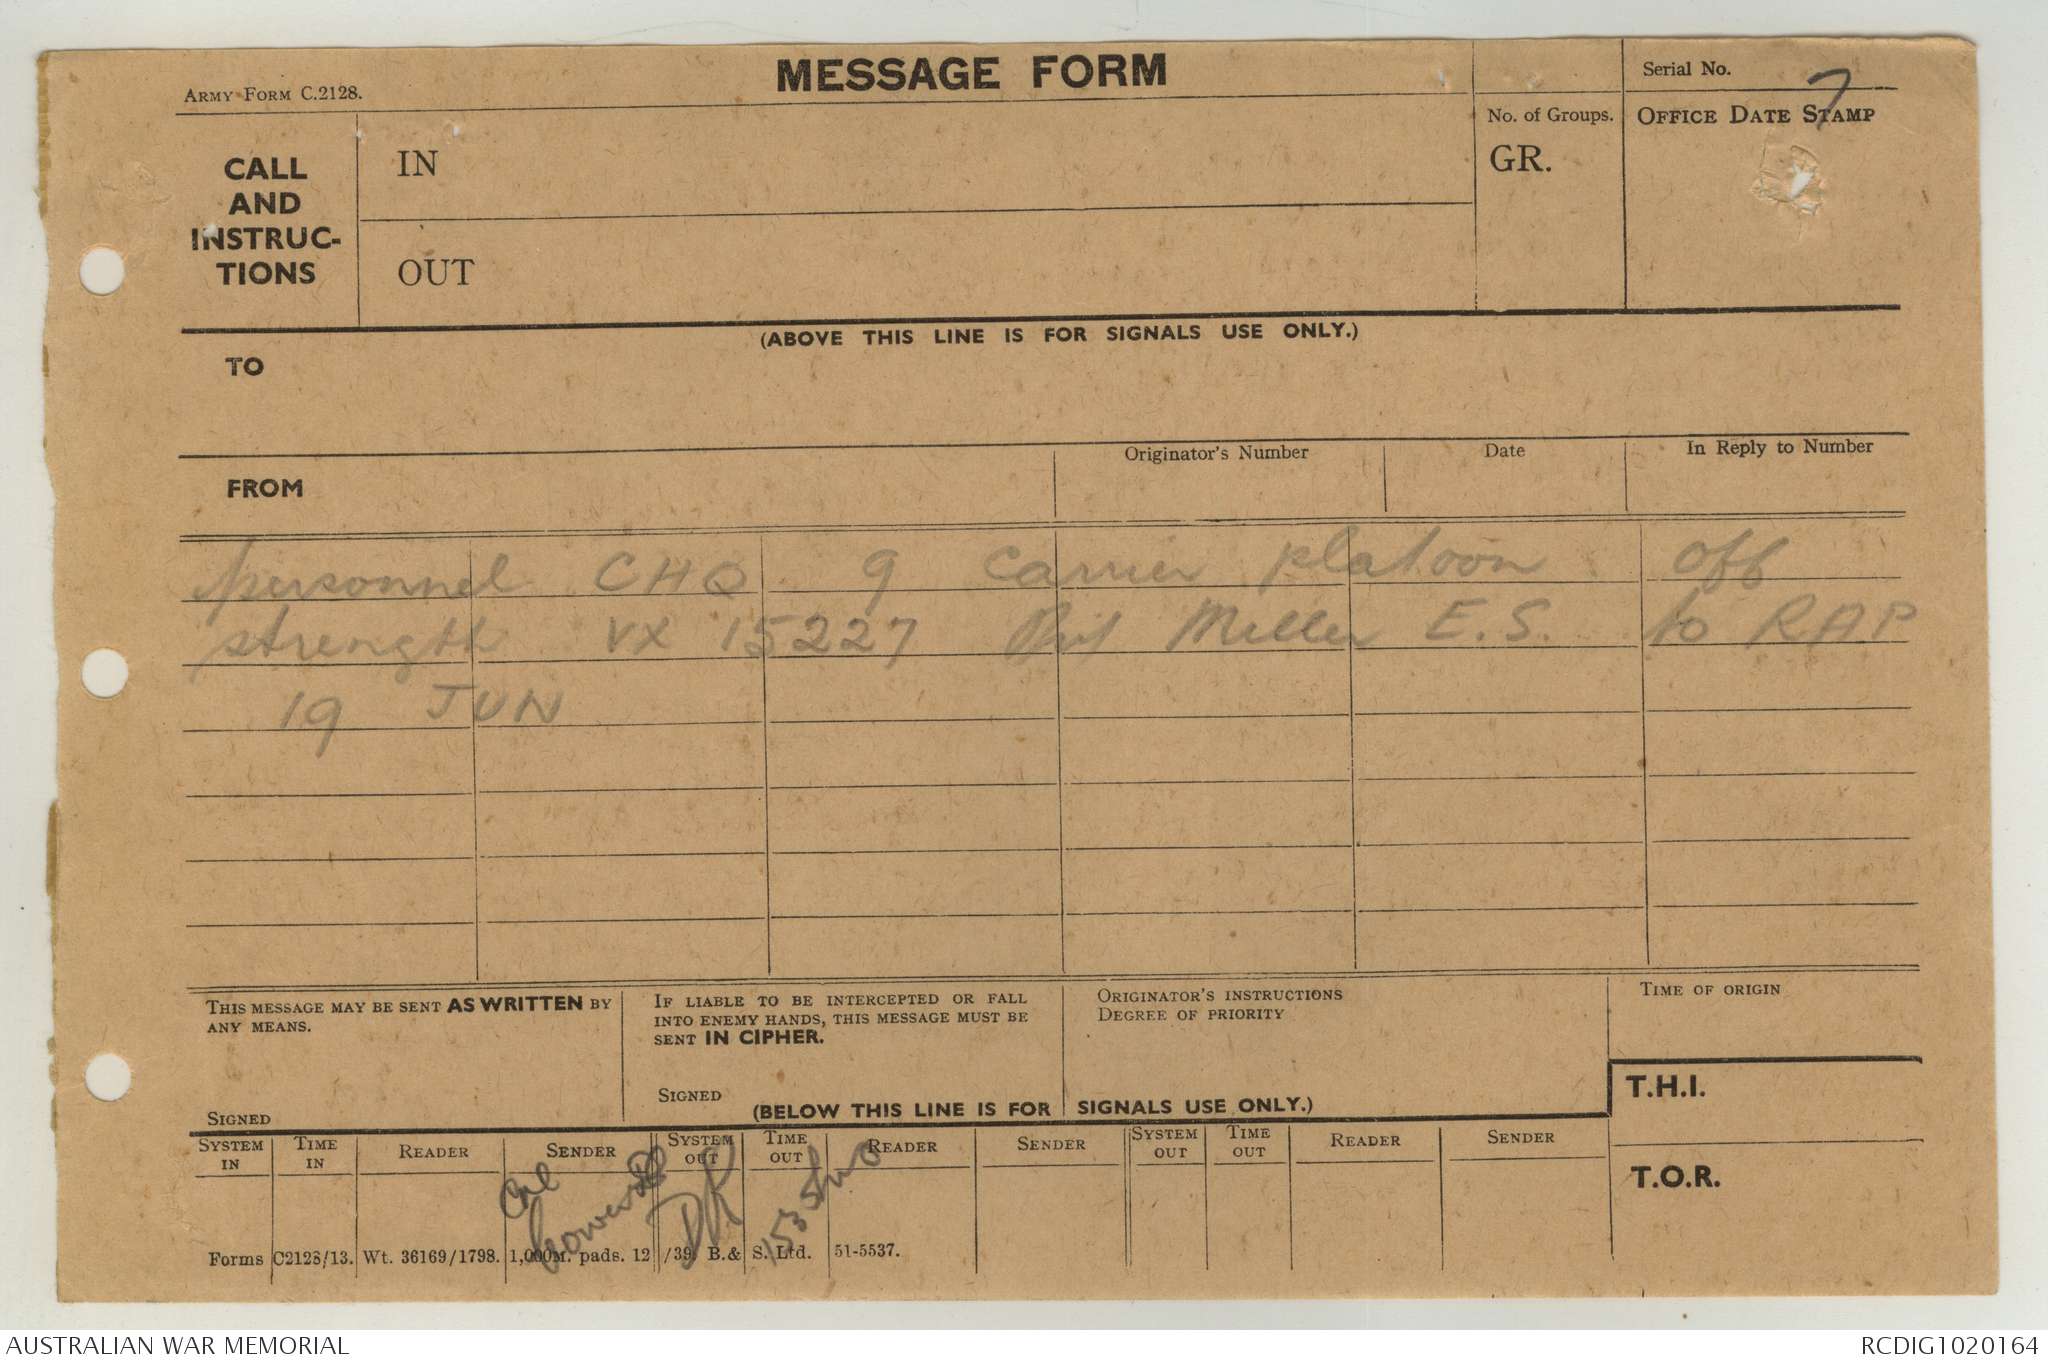 ARMY FORM C.2128.
MESSAGE FORM
Serial No. 7
CALL AND INSTRUC-TIONS
IN
OUT
No. of Groups.
GR.
OFFICE DATE STAMP
(ABOVE THIS LINE IS FOR SIGNALS USE ONLY.)
TO
FROM
Originator's Number
Date
In Reply to Number
personnel CHQ 9 Carrier platoon . Off
strength VX 15227 Pvt Miller E.S. to RAP
19 JUN
THIS MESSAGE MAY BE SENT AS WRITTEN BY
ANY MEANS.
SIGNED
IF LIABLE TO BE INTERCEPTED OR FALL
INTO ENEMY HANDS, THIS MESSAGE MUST BE
SENT IN CIPHER.
SIGNED
ORIGINATOR'S INSTRUCTIONS
DEGREE OF PRIORITY
TIME OF ORIGIN
(BELOW THIS LINE IS FOR SIGNALS USE ONLY.)
T.H.I.
T.O.R.
SYSTEM IN
TIME IN
READER
SENDER
SYSTEM OUT
TIME OUT
READER
SENDER
SYSTEM OUT
TIME OUT
READER
SENDER
DR
Forms C2128/13. Wt. 36169/1798. 1,000M. pads. 12/39. B.& S. Ltd. 51-5537.
AUSTRALIAN WAR MEMORIAL
RCDIG1020164